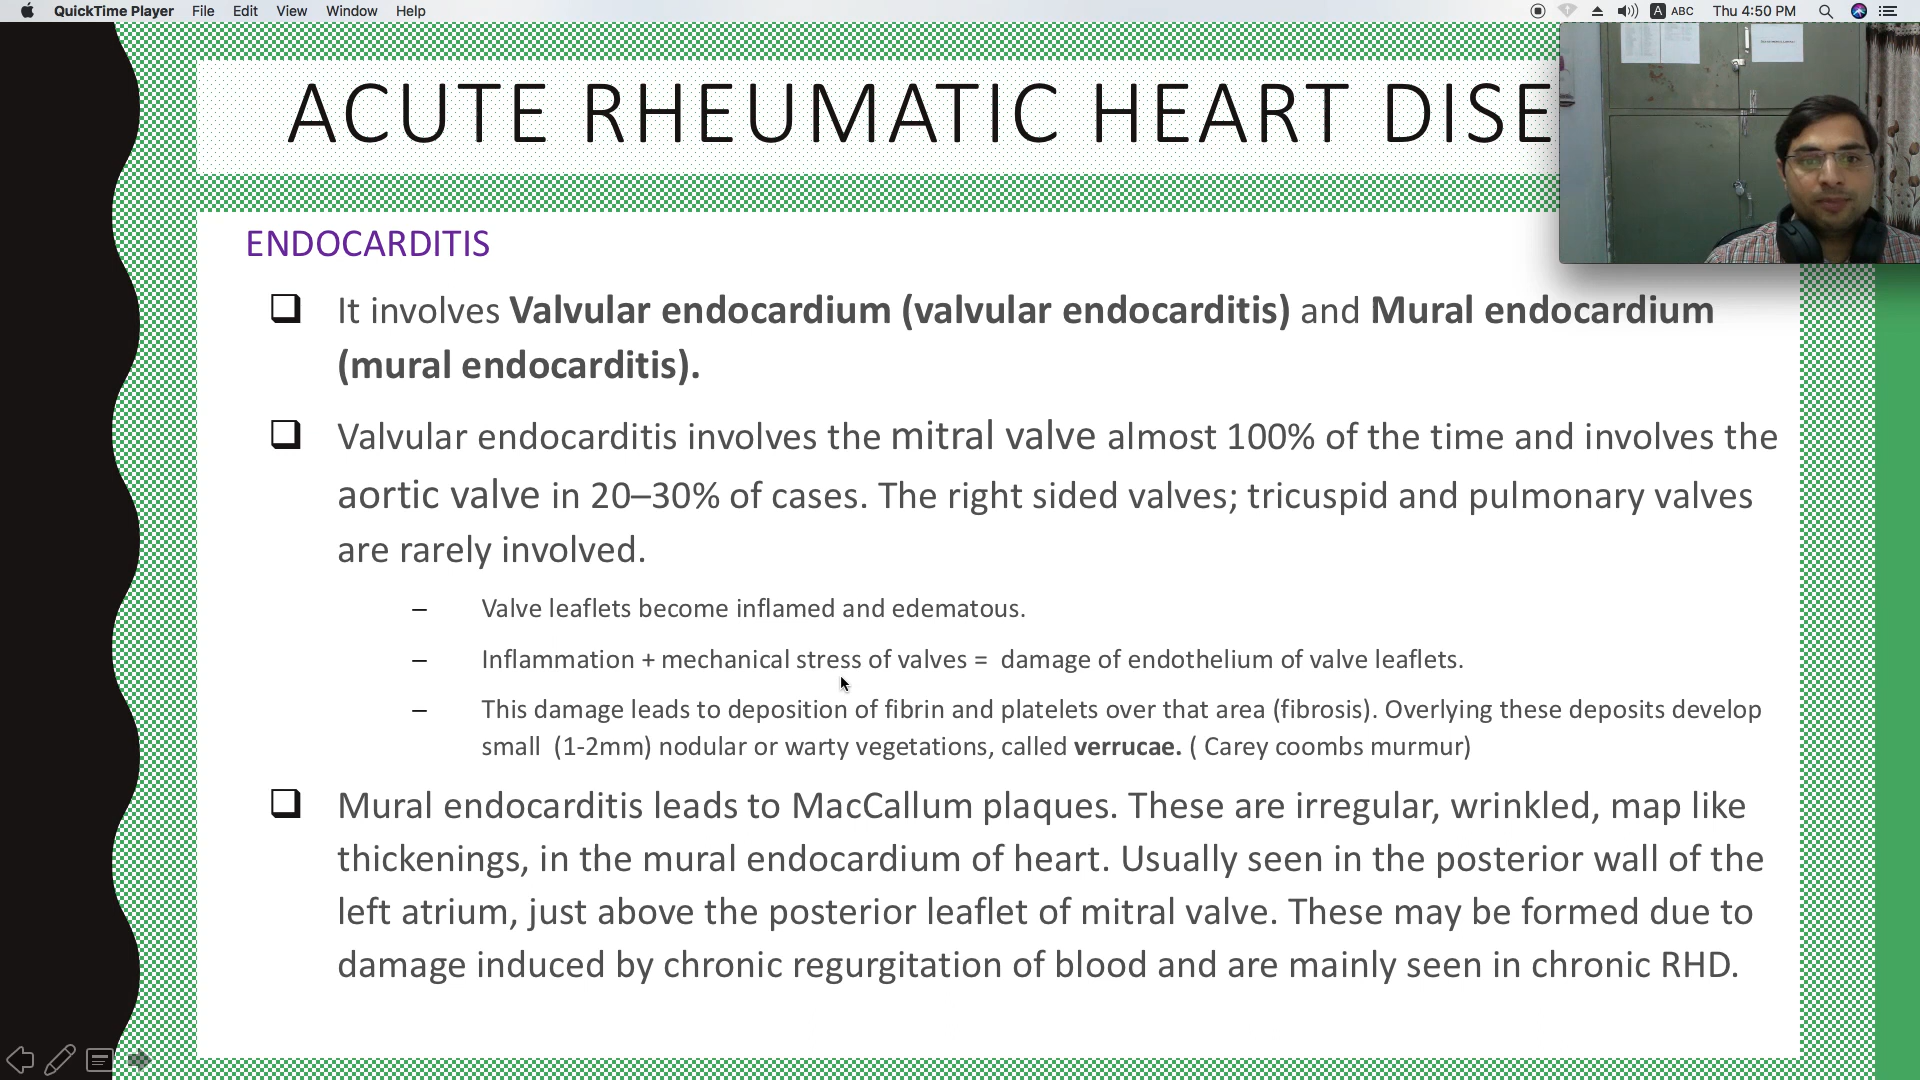 QuickTime Player File Edit View Window Help A ABC Thu 4:50 PM
ACUTE RHEUMATIC HEART DISE
ENDOCARDITIS
It involves Valvular endocardium (valvular endocarditis) and Mural endocardium
(mural endocarditis).
Valvular endocarditis involves the mitral valve almost 100% of the time and involves the
aortic valve in 20–30% of cases. The right sided valves; tricuspid and pulmonary valves
are rarely involved.
– Valve leaflets become inflamed and edematous.
– Inflammation + mechanical stress of valves = damage of endothelium of valve leaflets.
– This damage leads to deposition of fibrin and platelets over that area (fibrosis). Overlying these deposits develop
small (1-2mm) nodular or warty vegetations, called verrucae. ( Carey coombs murmur)
Mural endocarditis leads to MacCallum plaques. These are irregular, wrinkled, map like
thickenings, in the mural endocardium of heart. Usually seen in the posterior wall of the
left atrium, just above the posterior leaflet of mitral valve. These may be formed due to
damage induced by chronic regurgitation of blood and are mainly seen in chronic RHD.